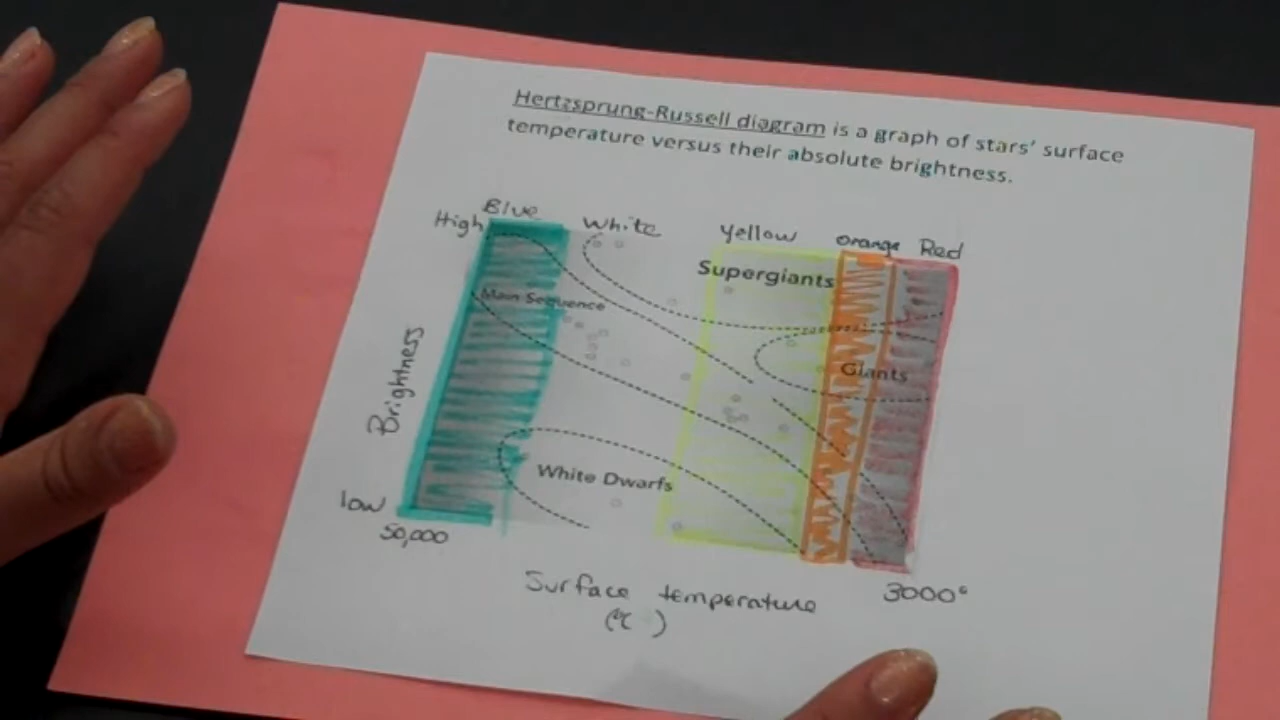 Hertzsprung-Russell diagram is a graph of stars' surface
temperature versus their absolute brightness.
Blue White Yellow Orange Red
High
Supergiants
Main Sequence
Giants
Brightness
White Dwarfs
low
50,000
3000°
Surface temperature
(°C )